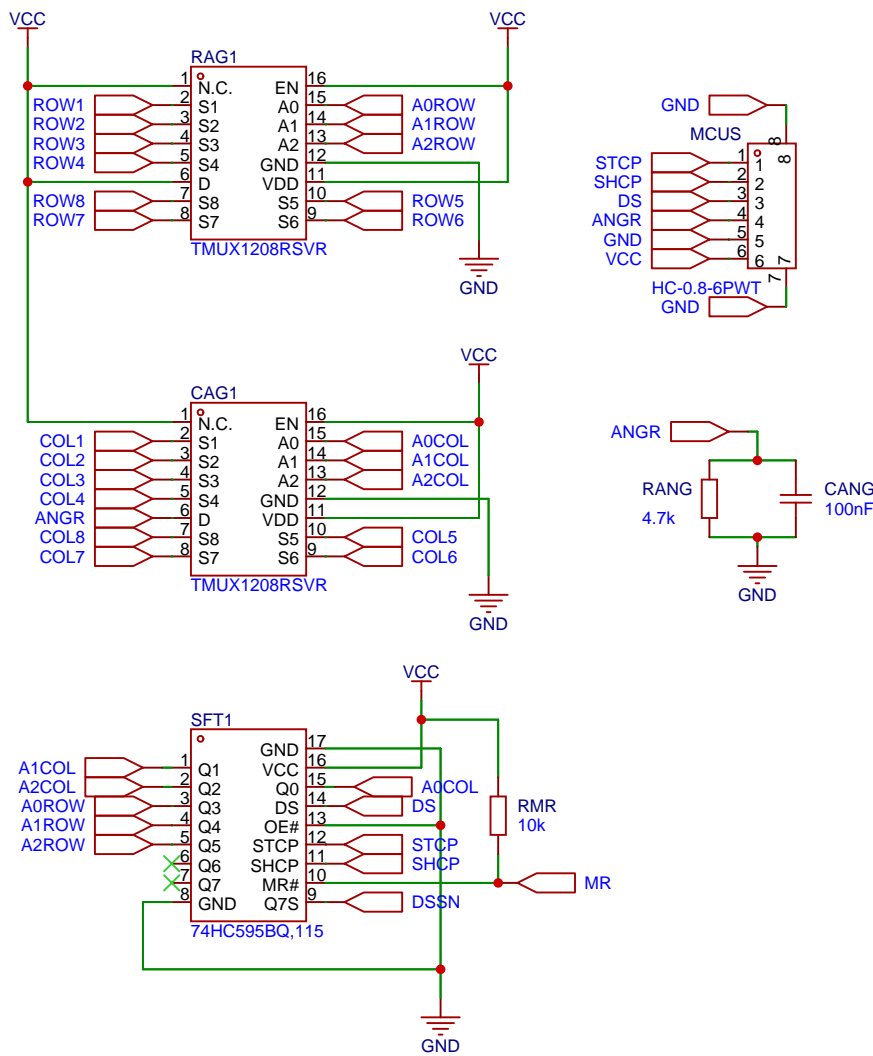 VCC
VCC
RAG1
1 N.C. EN 16
ROW1 2 S1 A0 15 A0ROW
ROW2 3 S2 A1 14 A1ROW
ROW3 4 S3 A2 13 A2ROW
ROW4 5 S4 GND 12
6 D VDD 11
ROW8 7 S8 S5 10 ROW5
ROW7 8 S7 S6 9 ROW6
TMUX1208RSVR
GND
GND
MCUS
8
8
STCP 1 1
SHCP 2 2
DS 3 3
ANGR 4 4
GND 5 5
VCC 6 6
7
7
HC-0.8-6PWT
GND
VCC
CAG1
1 N.C. EN 16
COL1 2 S1 A0 15 A0COL
COL2 3 S2 A1 14 A1COL
COL3 4 S3 A2 13 A2COL
COL4 5 S4 GND 12
ANGR 6 D VDD 11
COL8 7 S8 S5 10 COL5
COL7 8 S7 S6 9 COL6
TMUX1208RSVR
GND
ANGR
RANG
4.7k
CANG
100nF
GND
VCC
SFT1
GND 17
A1COL 1 Q1 VCC 16
A2COL 2 Q2 Q0 15 A0COL
A0ROW 3 Q3 DS 14 DS
A1ROW 4 Q4 OE# 13
A2ROW 5 Q5 STCP 12 STCP
6 Q6 SHCP 11 SHCP
7 Q7 MR# 10 MR
8 GND Q7S 9 DSSN
74HC595BQ,115
RMR
10k
GND